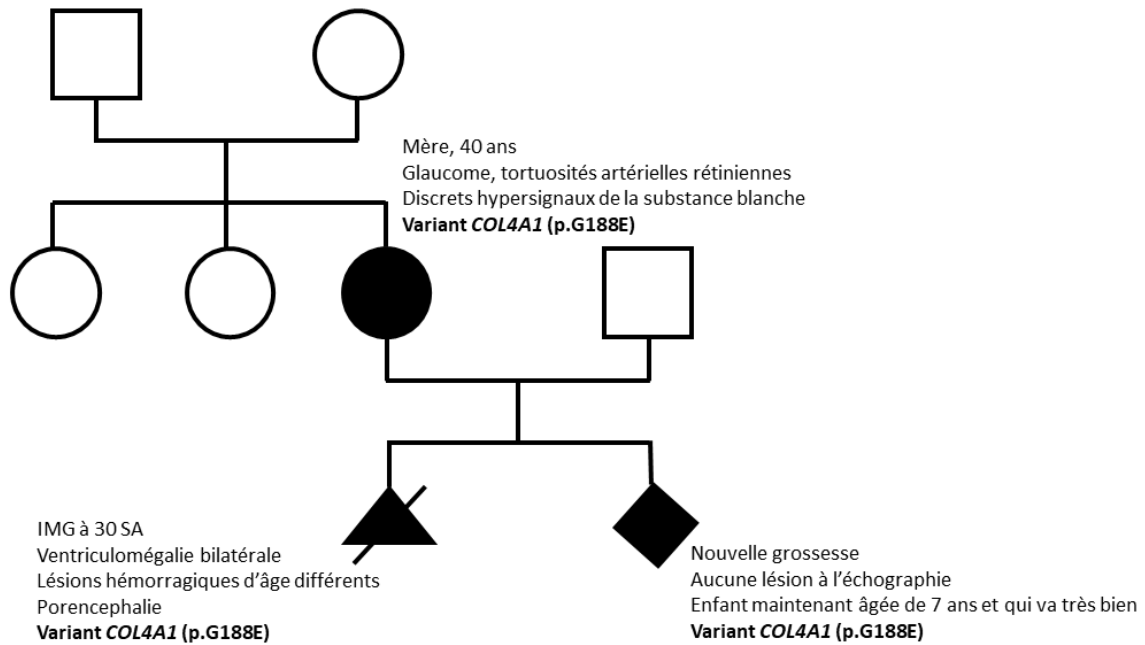 Mère, 40 ans
Glaucome, tortuosités artérielles rétiniennes
Discrets hypersignaux de la substance blanche
Variant COL4A1 (p.G188E)
IMG à 30 SA
Ventriculomégalie bilatérale
Lésions hémorragiques d'âge différents
Porencephalie
Variant COL4A1 (p.G188E)
Nouvelle grossesse
Aucune lésion à l'échographie
Enfant maintenant âgée de 7 ans et qui va très bien
Variant COL4A1 (p.G188E)